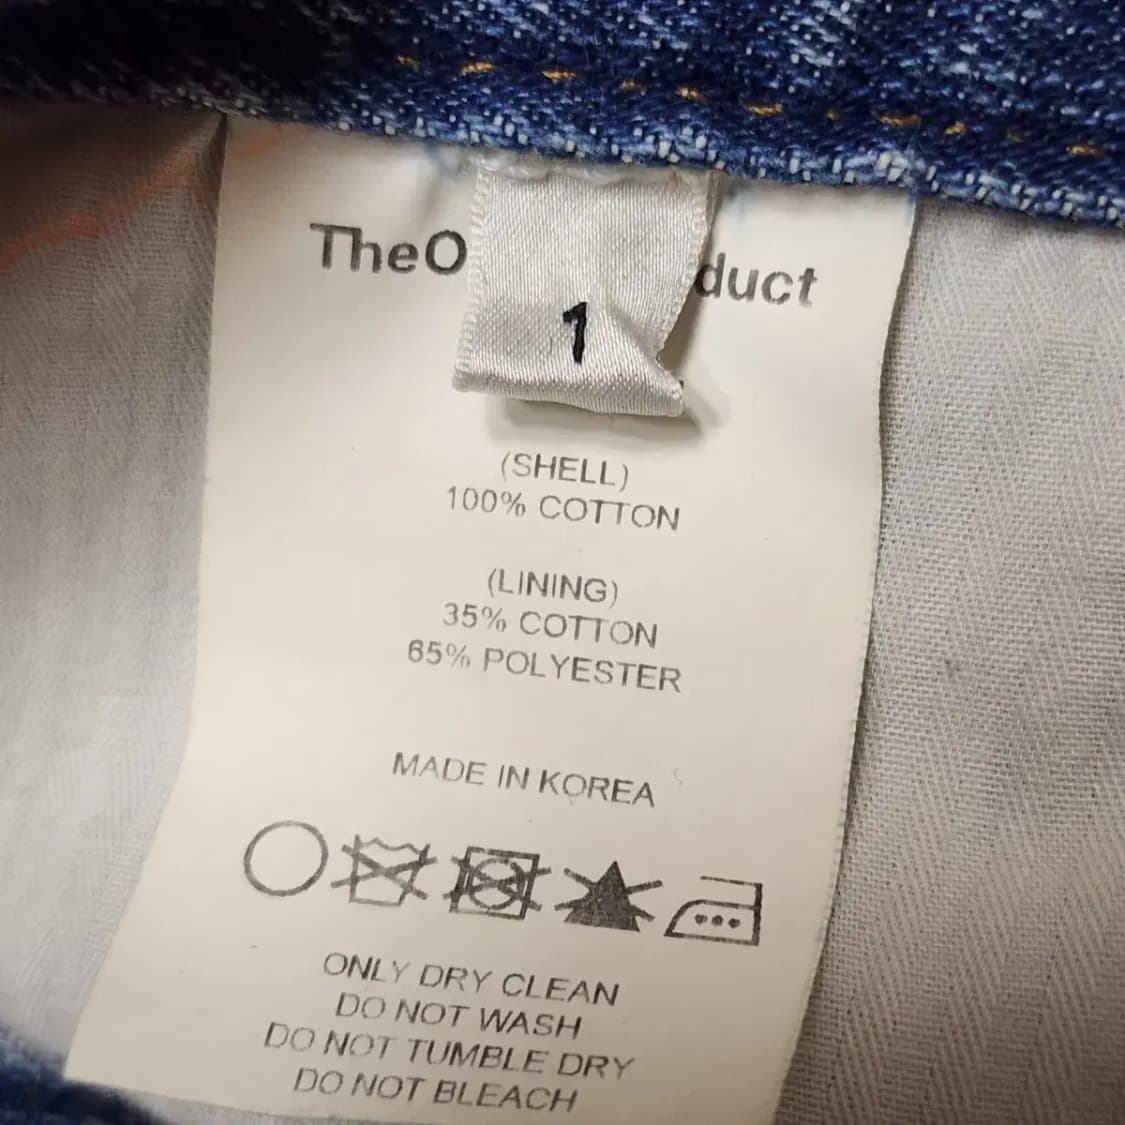 TheO duct
1
(SHELL)
100% COTTON
(LINING)
35% COTTON
65% POLYESTER
MADE IN KOREA
ONLY DRY CLEAN
DO NOT WASH
DO NOT TUMBLE DRY
DO NOT BLEACH